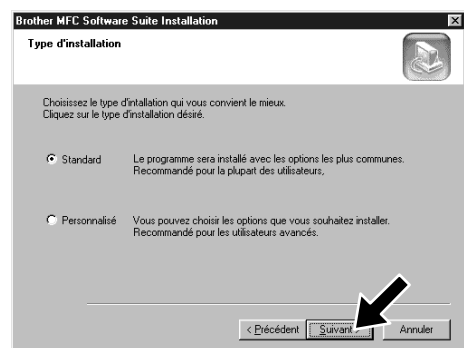 Brother MFC Software Suite Installation
Type d'installation
Choisissez le type d'intallation qui vous convient le mieux.
Cliquez sur le type d'installation désiré.
Standard
Le programme sera installé avec les options les plus communes.
Recommandé pour la plupart des utilisateurs,
Personnalisé
Vous pouvez choisir les options que vous souhaitez installer.
Recommandé pour les utilisateurs avancés.
< Précédent
Suivant >
Annuler